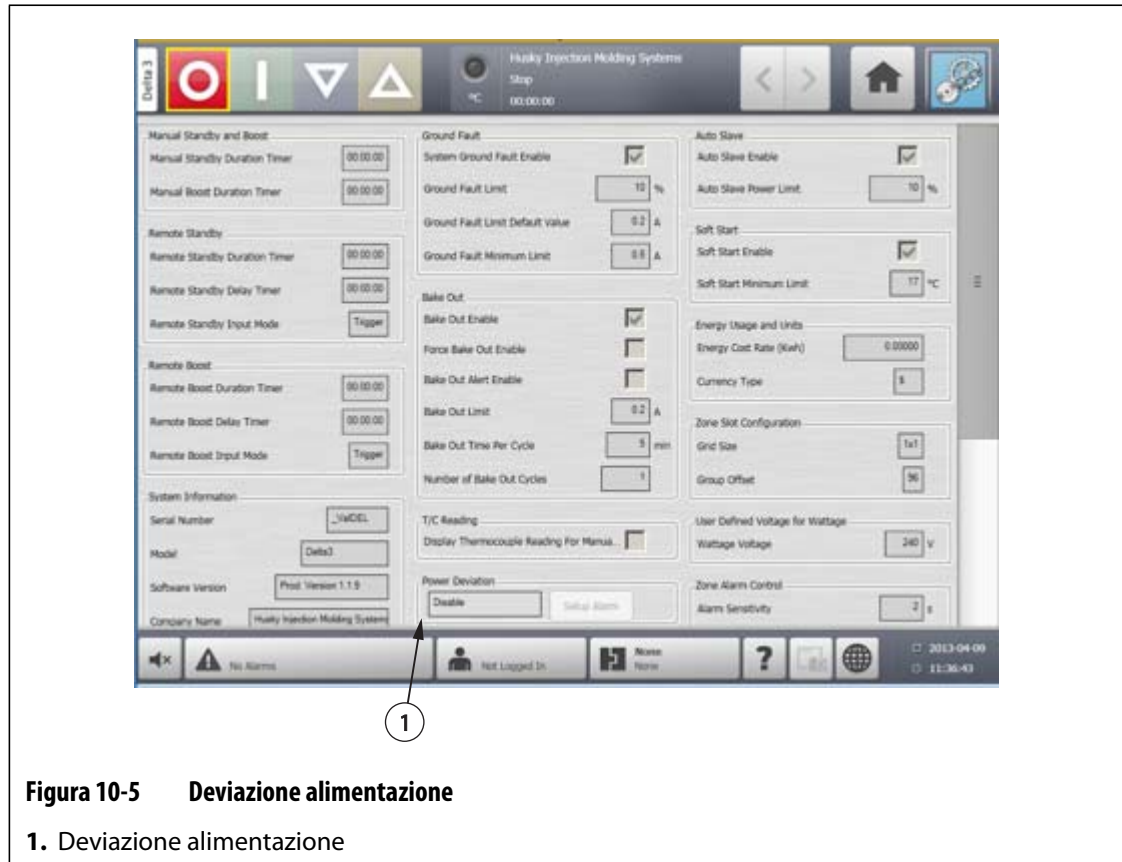 Delta 3
Husky Injection Molding Systems
Stop
°C
00:00:00
Manual Standby and Boost
Manual Standby Duration Timer 00:00:00
Manual Boost Duration Timer 00:00:00
Remote Standby
Remote Standby Duration Timer 00:00:00
Remote Standby Delay Timer 00:00:00
Remote Standby Input Mode Trigger
Remote Boost
Remote Boost Duration Timer 00:00:00
Remote Boost Delay Timer 00:00:00
Remote Boost Input Mode Trigger
System Information
Serial Number _ValDEL
Model Delta3
Software Version Prod. Version 1.1.9
Company Name Husky Injection Molding System
Ground Fault
System Ground Fault Enable
Ground Fault Limit 10 %
Ground Fault Limit Default Value 0.2 A
Ground Fault Minimum Limit A
Bake Out
Bake Out Enable
Force Bake Out Enable
Bake Out Alert Enable
Bake Out Limit 0.2 A
Bake Out Time Per Cycle 5 min
Number of Bake Out Cycles 1
T/C Reading
Display Thermocouple Reading For Manua...
Power Deviation
Disable Setup Alarm
Auto Slave
Auto Slave Enable
Auto Slave Power Limit 10 %
Soft Start
Soft Start Enable
Soft Start Minimum Limit 17 °C
Energy Usage and Units
Energy Cost Rate (Kwh) 0.00000
Currency Type $
Zone Slot Configuration
Grid Size 1x1
Group Offset 96
User Defined Voltage for Wattage
Wattage Voltage 240 V
Zone Alarm Control
Alarm Sensitivity 2 s
No Alarms
Not Logged In
None
None
?
2013-04-09
11:36:43
1
Figura 10-5 Deviazione alimentazione
1. Deviazione alimentazione